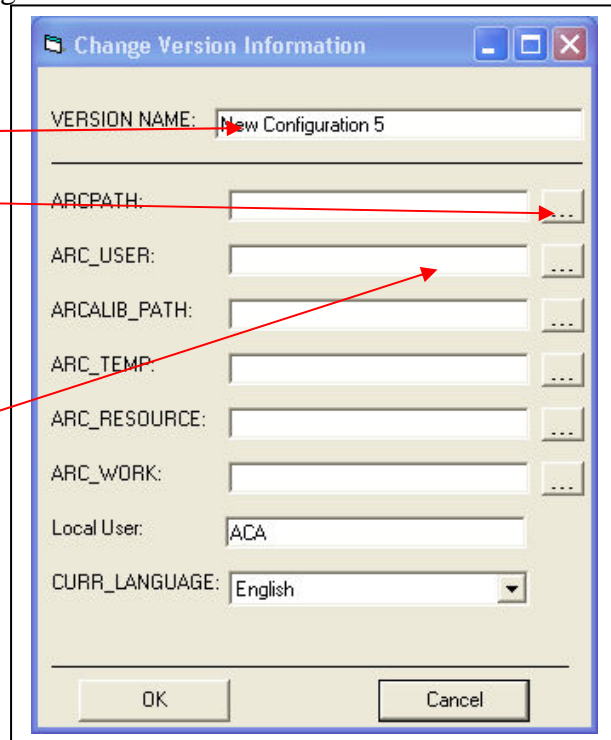 g
Change Version Information
VERSION NAME: New Configuration 5
ARCPATH: ...
ARC_USER: ...
ARCALIB_PATH: ...
ARC_TEMP: ...
ARC_RESOURCE: ...
ARC_WORK: ...
Local User: ACA
CURR_LANGUAGE: English
OK Cancel